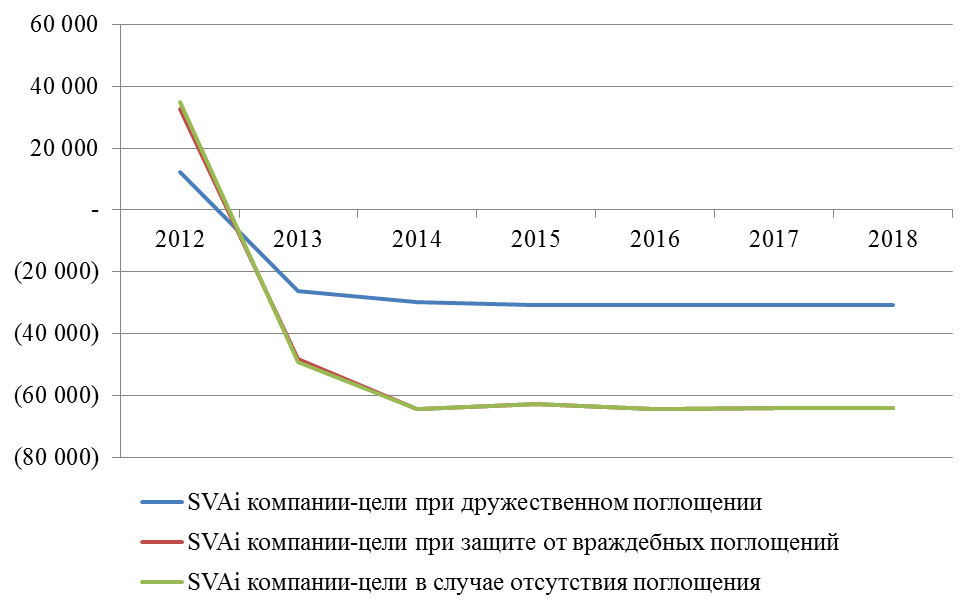 60 000
40 000
20 000
-
2012 2013 2014 2015 2016 2017 2018
(20 000)
(40 000)
(60 000)
(80 000)
SVAi компании-цели при дружественном поглощении
SVAi компании-цели при защите от враждебных поглощений
SVAi компании-цели в случае отсутствия поглощения